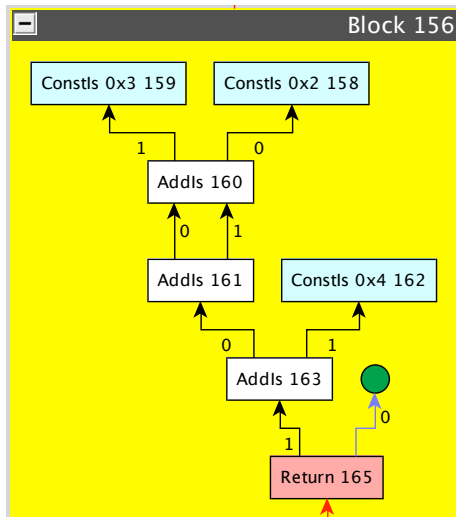 Block 156
ConstIs 0x3 159
ConstIs 0x2 158
1
0
AddIs 160
0
1
AddIs 161
ConstIs 0x4 162
0
1
AddIs 163
0
1
Return 165